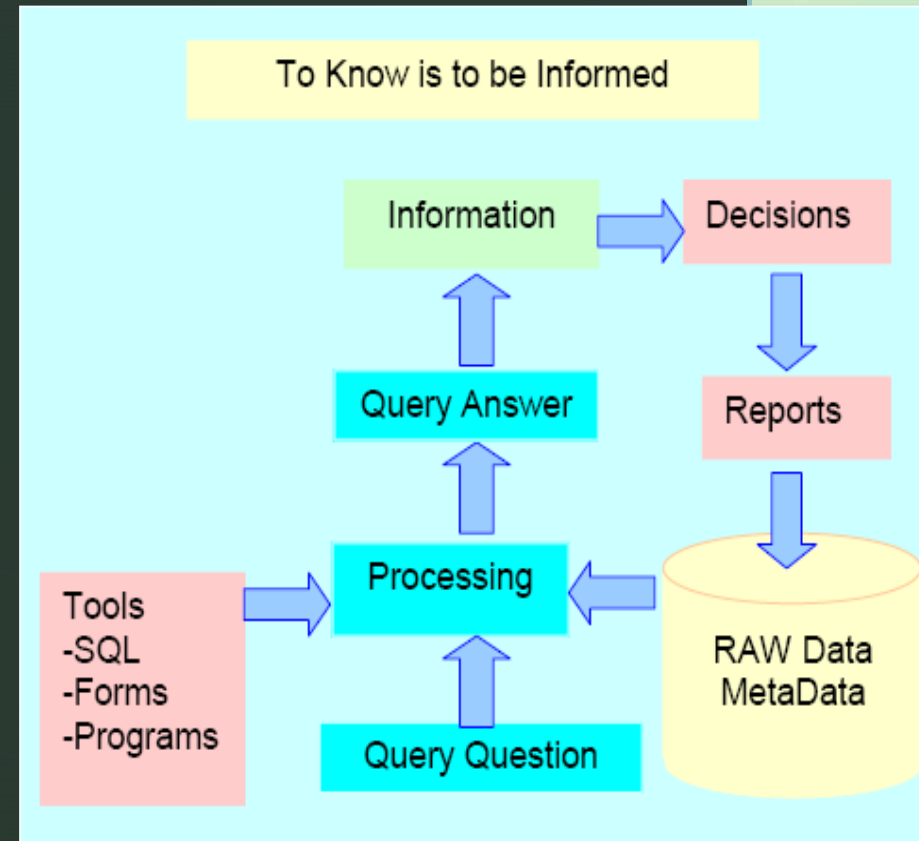 To Know is to be Informed
Information
Decisions
Query Answer
Reports
Processing
Tools
-SQL
-Forms
-Programs
RAW Data
MetaData
Query Question